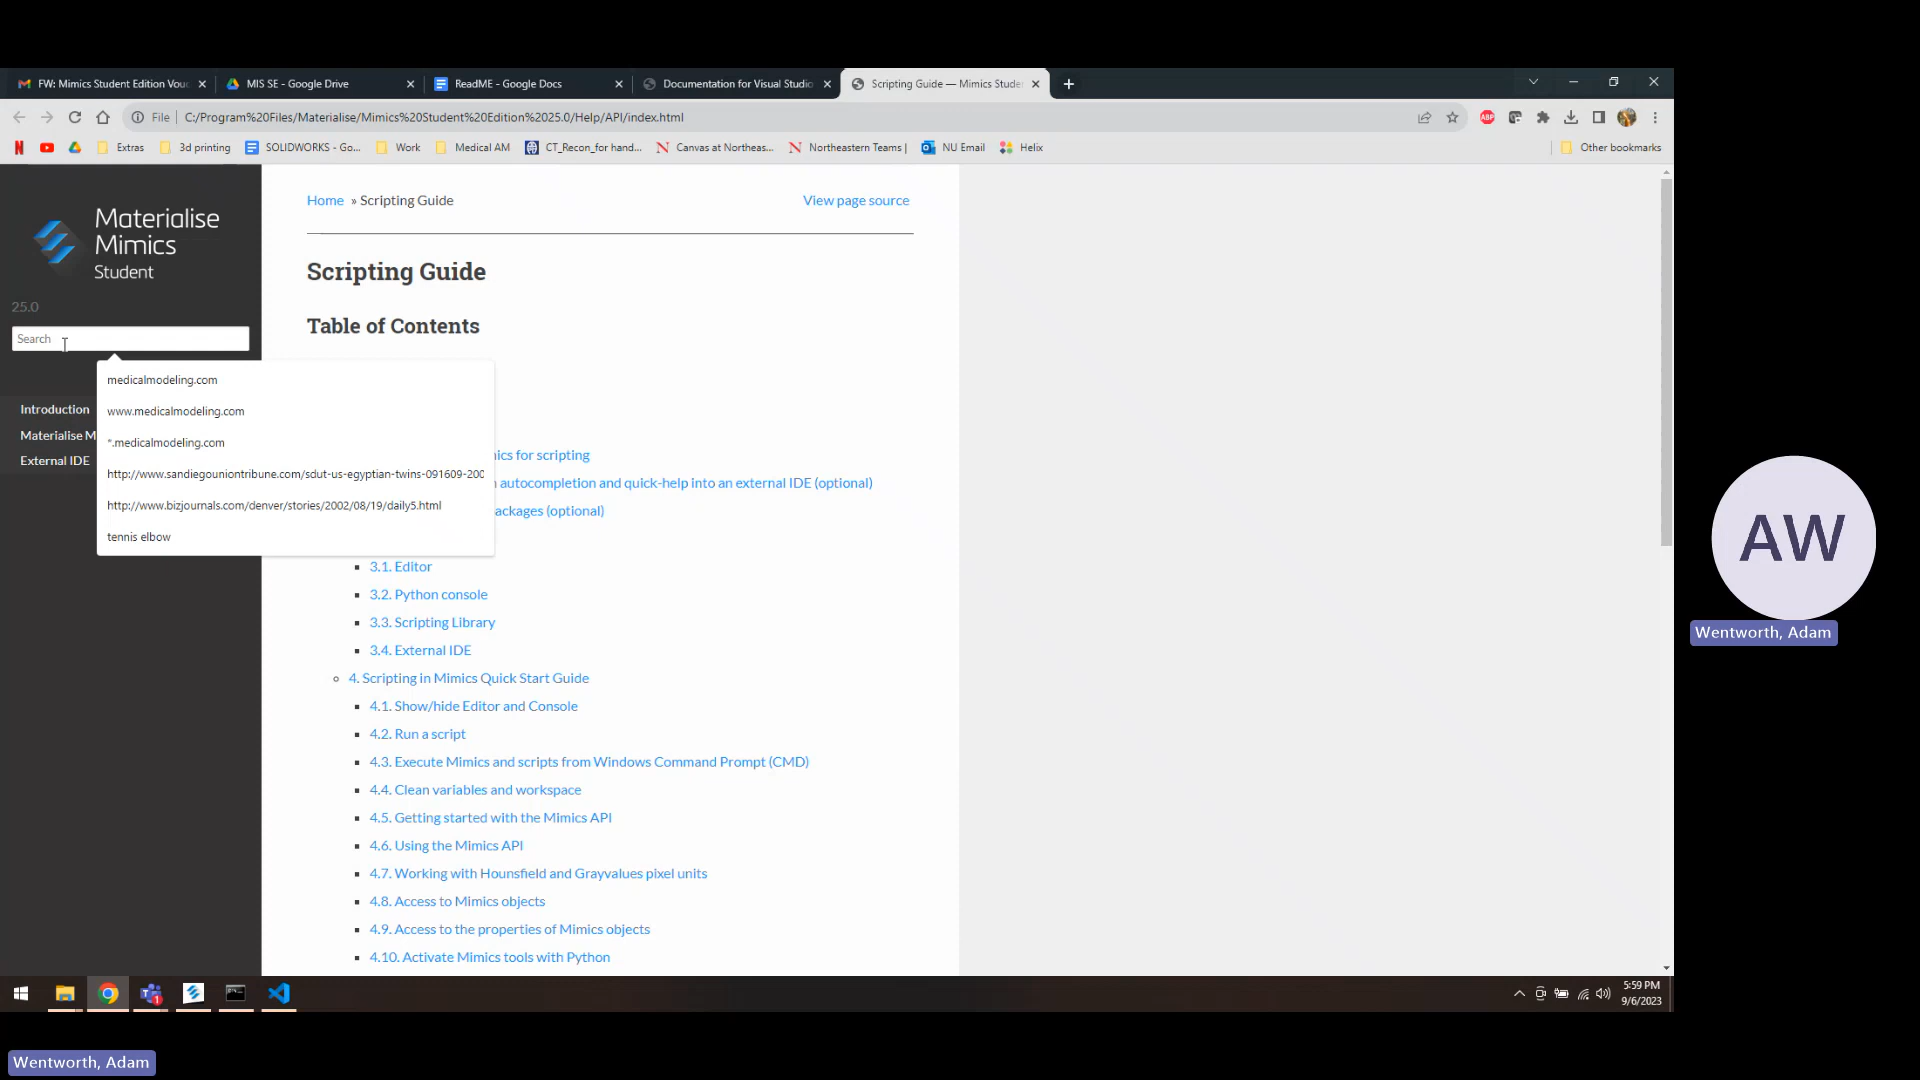 FW: Mimics Student Edition Vouc
MIS SE - Google Drive
ReadME - Google Docs
Documentation for Visual Studio
Scripting Guide — Mimics Stude
File
C:/Program%20Files/Materialise/Mimics%20Student%20Edition%2025.0/Help/API/index.html
ABP
Extras
3d printing
SOLIDWORKS - Go...
Work
Medical AM
CT_Recon_for hand...
Canvas at Northeas...
Northeastern Teams |
NU Email
Helix
Other bookmarks
Materialise
Mimics
Student
25.0
Search
medicalmodeling.com
www.medicalmodeling.com
*.medicalmodeling.com
http://www.sandiegouniontribune.com/sdut-us-egyptian-twins-091609-200
http://www.bizjournals.com/denver/stories/2002/08/19/daily5.html
tennis elbow
Introduction
Materialise M
External IDE
Home » Scripting Guide
View page source
Scripting Guide
Table of Contents
ics for scripting
autocompletion and quick-help into an external IDE (optional)
ackages (optional)
3.1. Editor
3.2. Python console
3.3. Scripting Library
3.4. External IDE
4. Scripting in Mimics Quick Start Guide
4.1. Show/hide Editor and Console
4.2. Run a script
4.3. Execute Mimics and scripts from Windows Command Prompt (CMD)
4.4. Clean variables and workspace
4.5. Getting started with the Mimics API
4.6. Using the Mimics API
4.7. Working with Hounsfield and Grayvalues pixel units
4.8. Access to Mimics objects
4.9. Access to the properties of Mimics objects
4.10. Activate Mimics tools with Python
5:59 PM
9/6/2023
AW
Wentworth, Adam
Wentworth, Adam